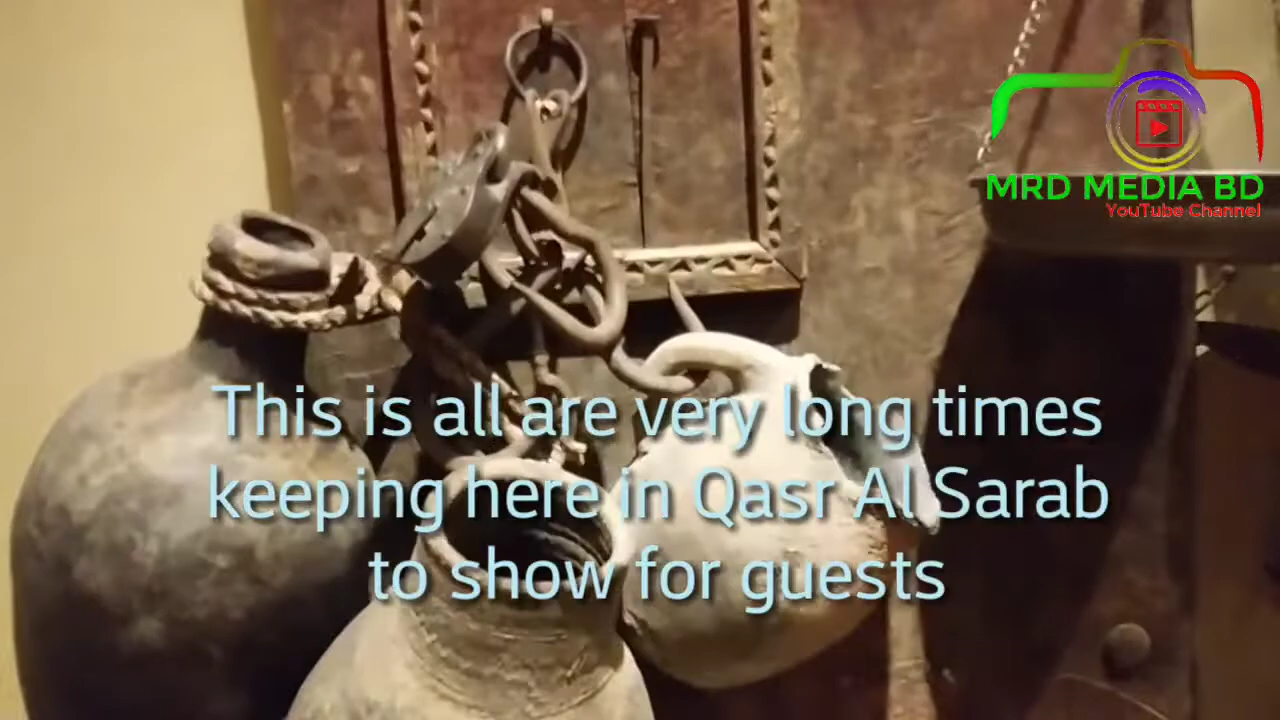 MRD MEDIA BD
YouTube Channel
This is all are very long times
keeping here in Qasr Al Sarab
to show for guests